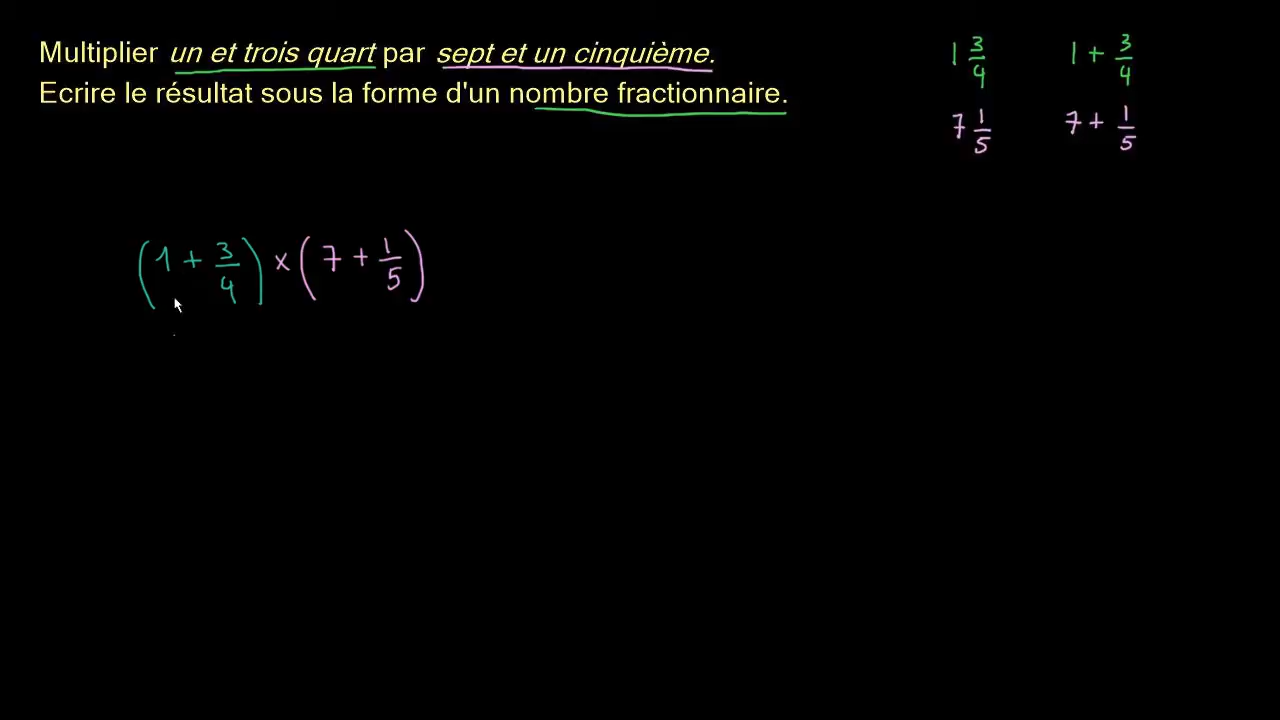 Multiplier un et trois quart par sept et un cinquième.
Ecrire le résultat sous la forme d'un nombre fractionnaire.
1 3/4 1 + 3/4
7 1/5 7 + 1/5
(1 + 3/4) × (7 + 1/5)